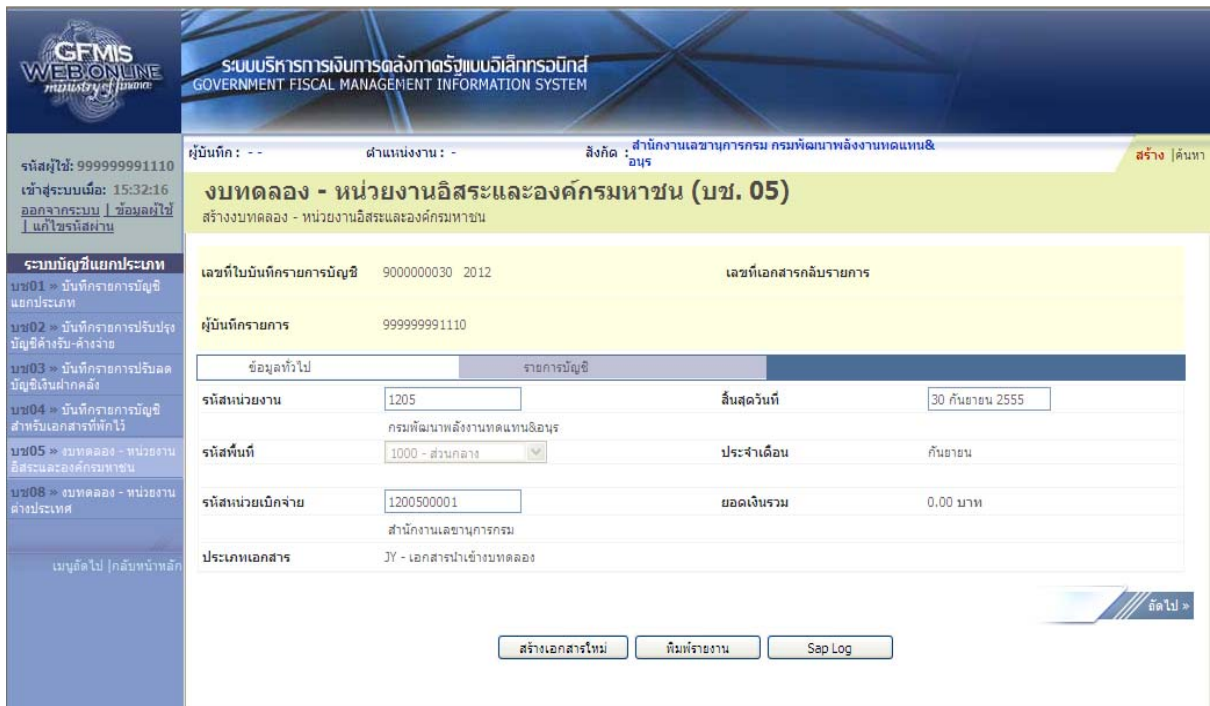 GFMIS
WEB ONLINE
ministry of finance
ระบบบริหารการเงินการคลังภาครัฐแบบอิเล็กทรอนิกส์
GOVERNMENT FISCAL MANAGEMENT INFORMATION SYSTEM
รหัสผู้ใช้: 999999991110
เข้าสู่ระบบเมื่อ: 15:32:16
ออกจากระบบ | ข้อมูลผู้ใช้
| แก้ไขรหัสผ่าน
ผู้บันทึก : - -
ตำแหน่งงาน : -
สังกัด : สำนักงานเลขานุการกรม กรมพัฒนาพลังงานทดแทน&
อนุร
สร้าง |ค้นหา
งบทดลอง - หน่วยงานอิสระและองค์กรมหาชน (บช. 05)
สร้างงบทดลอง - หน่วยงานอิสระและองค์กรมหาชน
ระบบบัญชีแยกประเภท
บช01 » บันทึกรายการบัญชี
แยกประเภท
บช02 » บันทึกรายการปรับปรุง
บัญชีค้างรับ-ค้างจ่าย
บช03 » บันทึกรายการปรับลด
บัญชีเงินฝากคลัง
บช04 » บันทึกรายการบัญชี
สำหรับเอกสารที่พักไว้
บช05 » งบทดลอง - หน่วยงาน
อิสระและองค์กรมหาชน
บช08 » งบทดลอง - หน่วยงาน
ต่างประเทศ
เมนูถัดไป |กลับหน้าหลัก
เลขที่ใบบันทึกรายการบัญชี 9000000030 2012 เลขที่เอกสารกลับรายการ
ผู้บันทึกรายการ 999999991110
ข้อมูลทั่วไป รายการบัญชี
รหัสหน่วยงาน 1205 สิ้นสุดวันที่ 30 กันยายน 2555
กรมพัฒนาพลังงานทดแทน&อนุร
รหัสพื้นที่ 1000 - ส่วนกลาง ประจำเดือน กันยายน
รหัสหน่วยเบิกจ่าย 1200500001 ยอดเงินรวม 0.00 บาท
สำนักงานเลขานุการกรม
ประเภทเอกสาร JY - เอกสารนำเข้างบทดลอง
ถัดไป »
สร้างเอกสารใหม่ พิมพ์รายงาน Sap Log